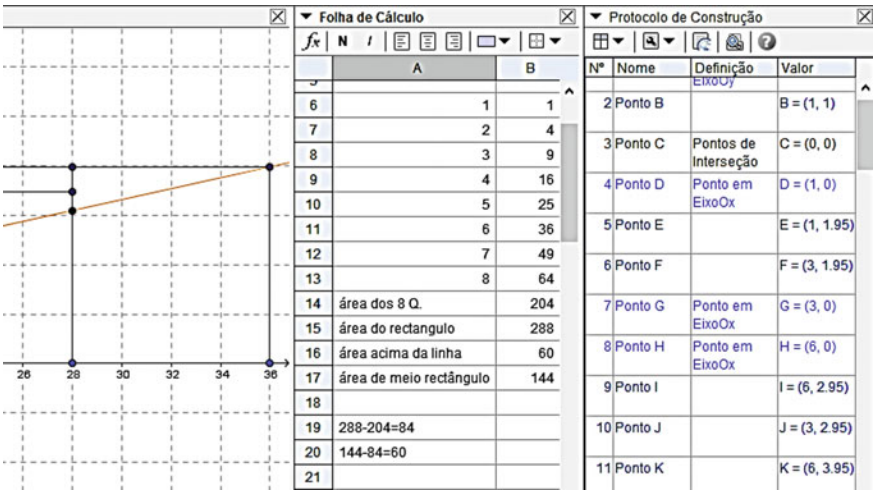 Folha de Cálculo
fx N I
A B
5
6 1 1
7 2 4
8 3 9
9 4 16
10 5 25
11 6 36
12 7 49
13 8 64
14 área dos 8 Q. 204
15 área do rectangulo 288
16 área acima da linha 60
17 área de meio rectângulo 144
18
19 288-204=84
20 144-84=60
21
Protocolo de Construção
Nº Nome Definição Valor
EixoOy
2 Ponto B B = (1, 1)
3 Ponto C Pontos de C = (0, 0)
Interseção
4 Ponto D Ponto em D = (1, 0)
EixoOx
5 Ponto E E = (1, 1.95)
6 Ponto F F = (3, 1.95)
7 Ponto G Ponto em G = (3, 0)
EixoOx
8 Ponto H Ponto em H = (6, 0)
EixoOx
9 Ponto I I = (6, 2.95)
10 Ponto J J = (3, 2.95)
11 Ponto K K = (6, 3.95)
26 28 30 32 34 36